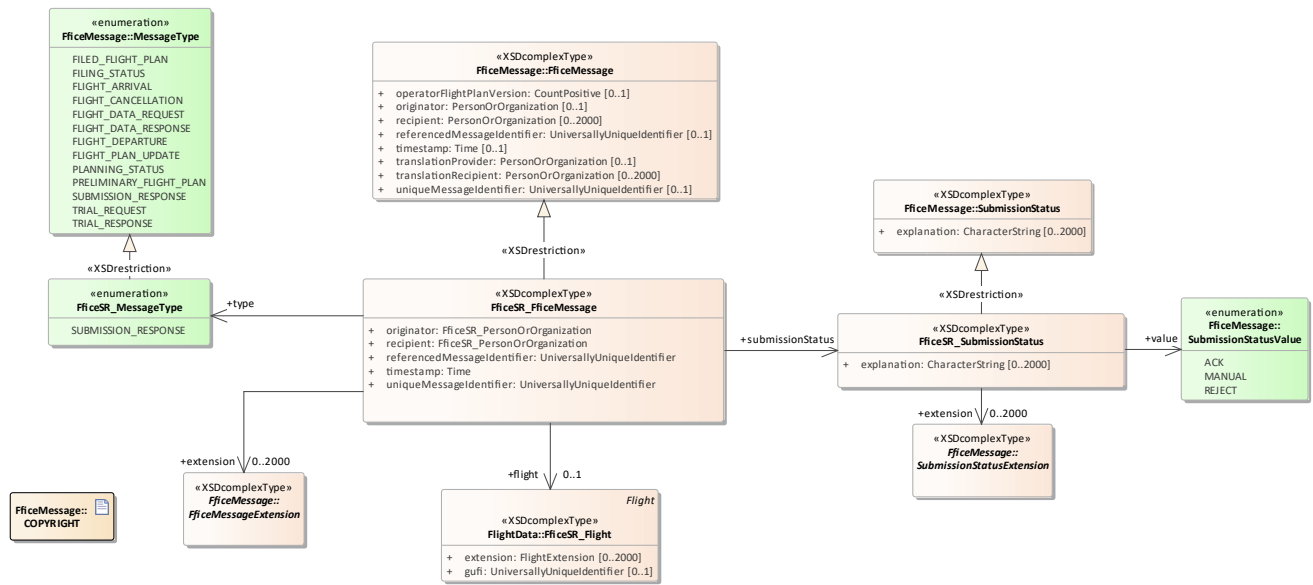 «enumeration»
FficeMessage::MessageType
FILED_FLIGHT_PLAN
FILING_STATUS
FLIGHT_ARRIVAL
FLIGHT_CANCELLATION
FLIGHT_DATA_REQUEST
FLIGHT_DATA_RESPONSE
FLIGHT_DEPARTURE
FLIGHT_PLAN_UPDATE
PLANNING_STATUS
PRELIMINARY_FLIGHT_PLAN
SUBMISSION_RESPONSE
TRIAL_REQUEST
TRIAL_RESPONSE
«XSDcomplexType»
FficeMessage::FficeMessage
+ operatorFlightPlanVersion: CountPositive [0..1]
+ originator: PersonOrOrganization [0..1]
+ recipient: PersonOrOrganization [0..2000]
+ referencedMessageIdentifier: UniversallyUniqueIdentifier [0..1]
+ timestamp: Time [0..1]
+ translationProvider: PersonOrOrganization [0..1]
+ translationRecipient: PersonOrOrganization [0..2000]
+ uniqueMessageIdentifier: UniversallyUniqueIdentifier [0..1]
«XSDcomplexType»
FficeMessage::SubmissionStatus
+ explanation: CharacterString [0..2000]
«XSDrestriction»
«XSDrestriction»
«XSDrestriction»
«enumeration»
FficeSR_MessageType
SUBMISSION_RESPONSE
+type
«XSDcomplexType»
FficeSR_FficeMessage
+ originator: FficeSR_PersonOrOrganization
+ recipient: FficeSR_PersonOrOrganization
+ referencedMessageIdentifier: UniversallyUniqueIdentifier
+ timestamp: Time
+ uniqueMessageIdentifier: UniversallyUniqueIdentifier
+submissionStatus
«XSDcomplexType»
FficeSR_SubmissionStatus
+ explanation: CharacterString [0..2000]
+value
«enumeration»
FficeMessage::
SubmissionStatusValue
ACK
MANUAL
REJECT
+extension 0..2000
«XSDcomplexType»
FficeMessage::
SubmissionStatusExtension
+extension 0..2000
«XSDcomplexType»
FficeMessage::
FficeMessageExtension
+flight 0..1
Flight
«XSDcomplexType»
FlightData::FficeSR_Flight
+ extension: FlightExtension [0..2000]
+ gufi: UniversallyUniqueIdentifier [0..1]
FficeMessage::
COPYRIGHT